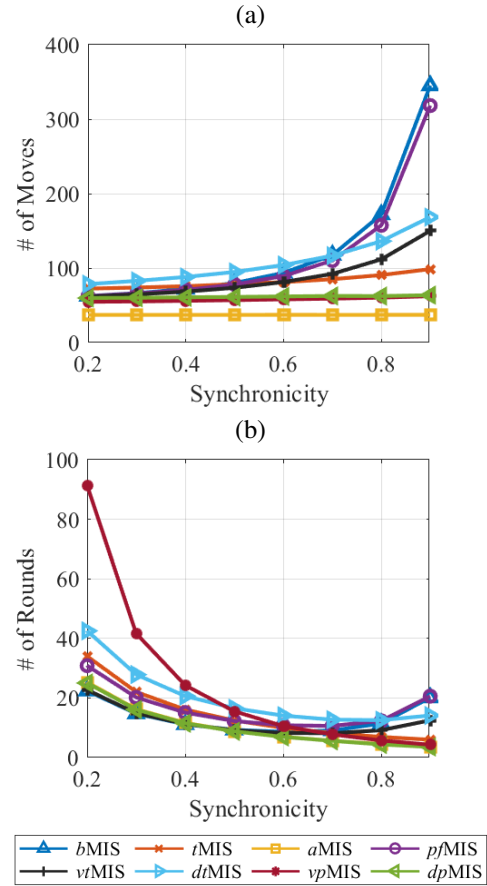 (a)
400
300
200
100
0
# of Moves
0.2 0.4 0.6 0.8
Synchronicity
(b)
100
80
60
40
20
0
# of Rounds
0.2 0.4 0.6 0.8
Synchronicity
bMIS tMIS aMIS pfMIS
vtMIS dtMIS vpMIS dpMIS